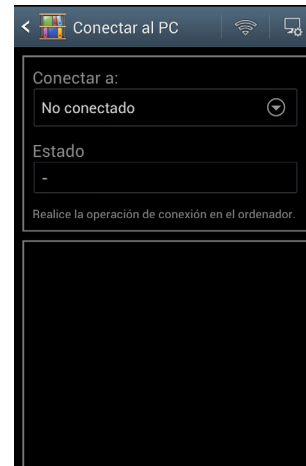 Conectar al PC
Conectar a:
No conectado
Estado
-
Realice la operación de conexión en el ordenador.